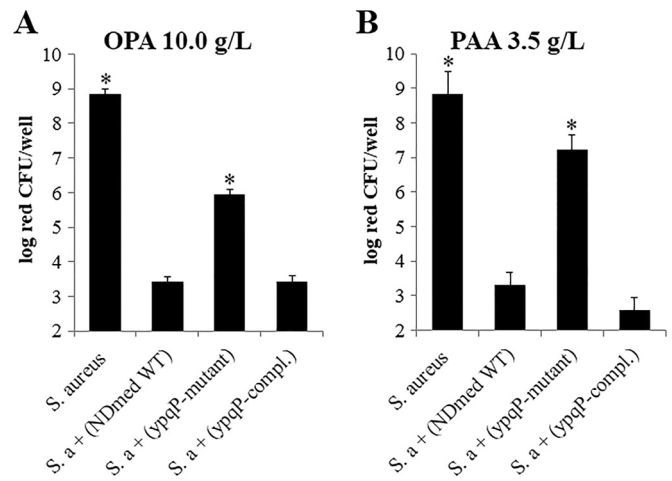 A
OPA 10.0 g/L
log red CFU/well
10
9
8
7
6
5
4
3
2
*
*
S. aureus
S. a + (NDmed WT)
S. a + (ypqP-mutant)
S. a + (ypqP-compl.)
B
PAA 3.5 g/L
log red CFU/well
10
9
8
7
6
5
4
3
2
*
*
S. aureus
S. a + (NDmed WT)
S. a + (ypqP-mutant)
S. a + (ypqP-compl.)